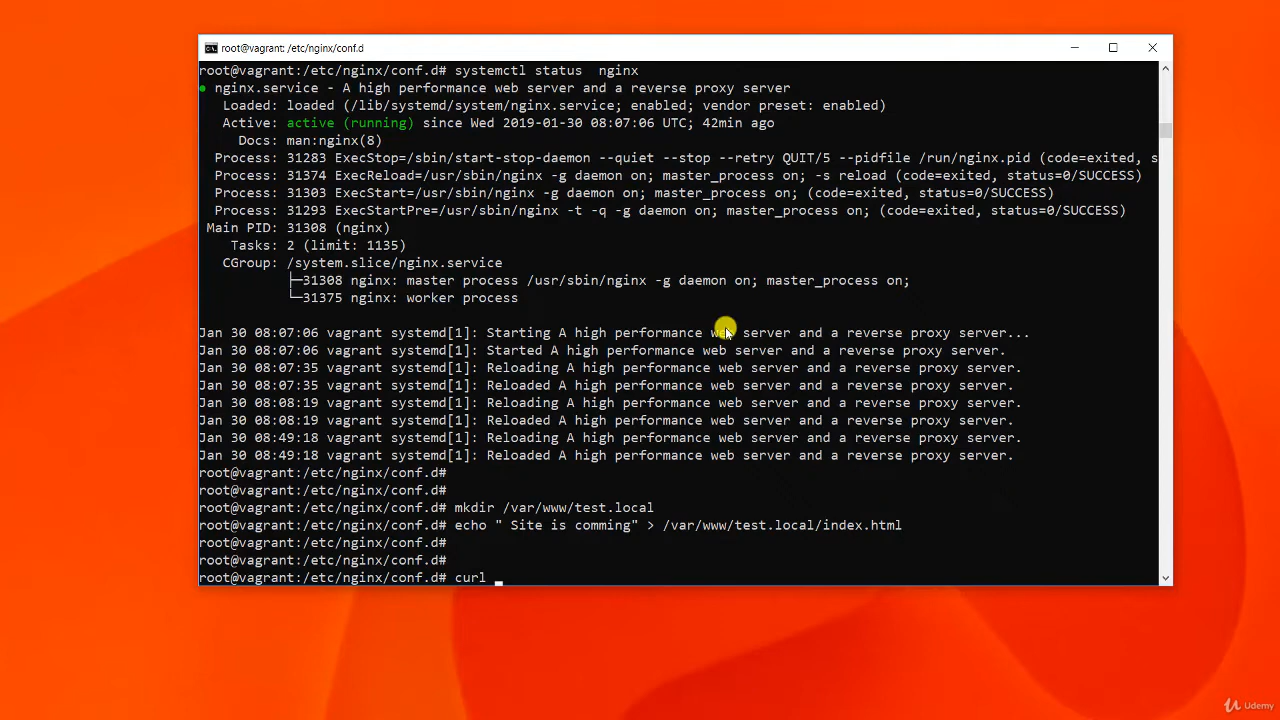 root@vagrant: /etc/nginx/conf.d
root@vagrant:/etc/nginx/conf.d# systemctl status  nginx
● nginx.service - A high performance web server and a reverse proxy server
   Loaded: loaded (/lib/systemd/system/nginx.service; enabled; vendor preset: enabled)
   Active: active (running) since Wed 2019-01-30 08:07:06 UTC; 42min ago
     Docs: man:nginx(8)
  Process: 31283 ExecStop=/sbin/start-stop-daemon --quiet --stop --retry QUIT/5 --pidfile /run/nginx.pid (code=exited, s
  Process: 31374 ExecReload=/usr/sbin/nginx -g daemon on; master_process on; -s reload (code=exited, status=0/SUCCESS)
  Process: 31303 ExecStart=/usr/sbin/nginx -g daemon on; master_process on; (code=exited, status=0/SUCCESS)
  Process: 31293 ExecStartPre=/usr/sbin/nginx -t -q -g daemon on; master_process on; (code=exited, status=0/SUCCESS)
 Main PID: 31308 (nginx)
    Tasks: 2 (limit: 1135)
   CGroup: /system.slice/nginx.service
           ├─31308 nginx: master process /usr/sbin/nginx -g daemon on; master_process on;
           └─31375 nginx: worker process
Jan 30 08:07:06 vagrant systemd[1]: Starting A high performance web server and a reverse proxy server...
Jan 30 08:07:06 vagrant systemd[1]: Started A high performance web server and a reverse proxy server.
Jan 30 08:07:35 vagrant systemd[1]: Reloading A high performance web server and a reverse proxy server.
Jan 30 08:07:35 vagrant systemd[1]: Reloaded A high performance web server and a reverse proxy server.
Jan 30 08:08:19 vagrant systemd[1]: Reloading A high performance web server and a reverse proxy server.
Jan 30 08:08:19 vagrant systemd[1]: Reloaded A high performance web server and a reverse proxy server.
Jan 30 08:49:18 vagrant systemd[1]: Reloading A high performance web server and a reverse proxy server.
Jan 30 08:49:18 vagrant systemd[1]: Reloaded A high performance web server and a reverse proxy server.
root@vagrant:/etc/nginx/conf.d#
root@vagrant:/etc/nginx/conf.d#
root@vagrant:/etc/nginx/conf.d# mkdir /var/www/test.local
root@vagrant:/etc/nginx/conf.d# echo " Site is comming" > /var/www/test.local/index.html
root@vagrant:/etc/nginx/conf.d#
root@vagrant:/etc/nginx/conf.d#
root@vagrant:/etc/nginx/conf.d# curl
Udemy